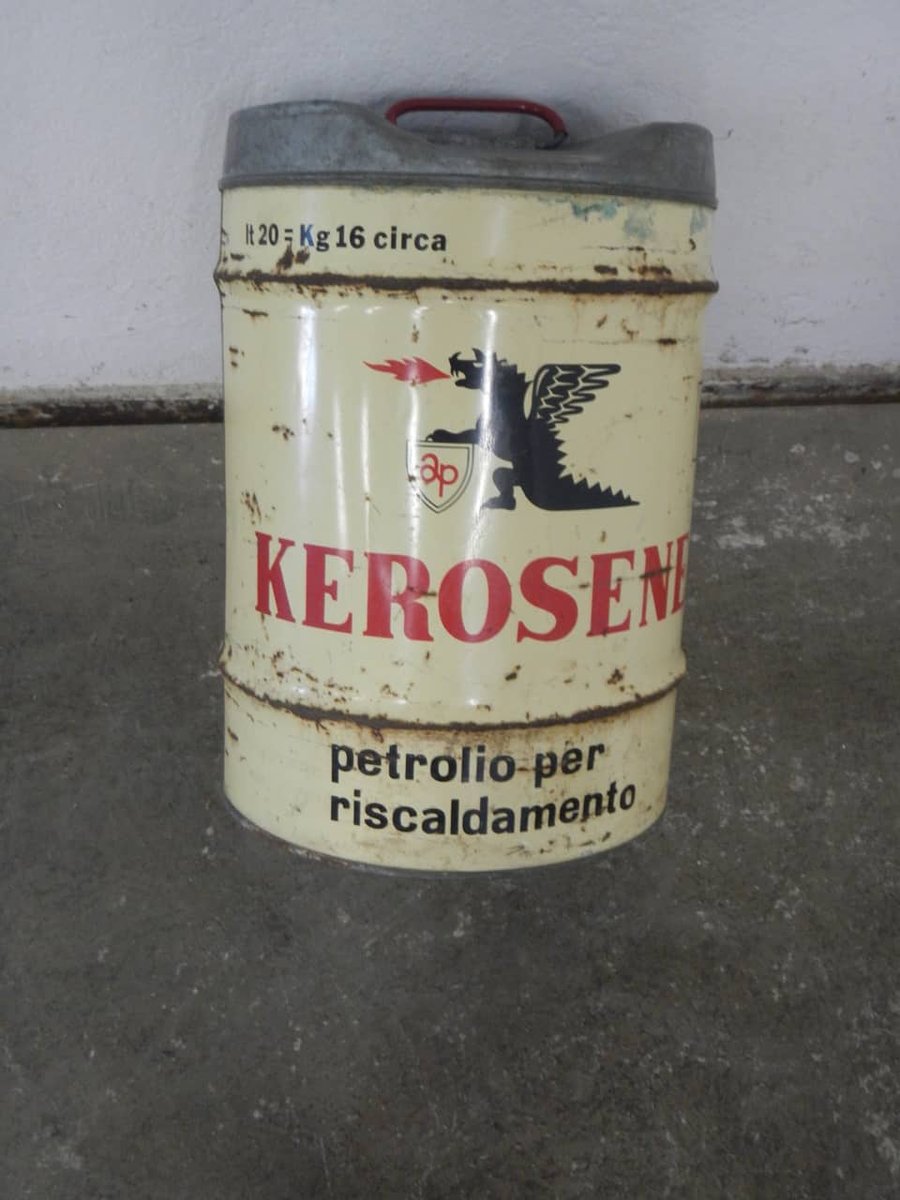 lt 20 = Kg 16 circa
ap
KEROSENE
petrolio per
riscaldamento